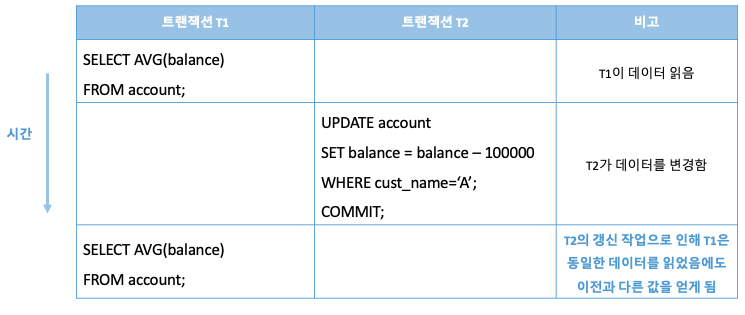 트랜잭션 T1
트랜잭션 T2
비고
시간
SELECT AVG(balance)
FROM account;
T1이 데이터 읽음
UPDATE account
SET balance = balance – 100000
WHERE cust_name=‘A’;
COMMIT;
T2가 데이터를 변경함
SELECT AVG(balance)
FROM account;
T2의 갱신 작업으로 인해 T1은
동일한 데이터를 읽었음에도
이전과 다른 값을 얻게 됨